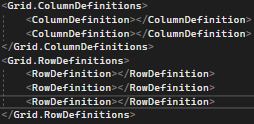 <Grid.ColumnDefinitions>
    <ColumnDefinition></ColumnDefinition>
    <ColumnDefinition></ColumnDefinition>
</Grid.ColumnDefinitions>
<Grid.RowDefinitions>
    <RowDefinition></RowDefinition>
    <RowDefinition></RowDefinition>
    <RowDefinition></RowDefinition>
</Grid.RowDefinitions>